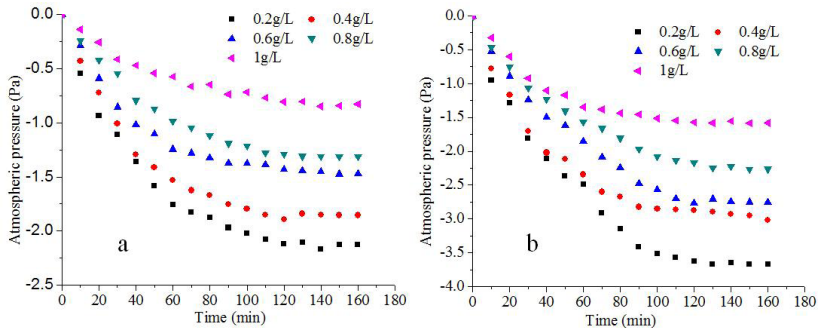 a
0.2g/L 0.4g/L
0.6g/L 0.8g/L
1g/L
Atmospheric pressure (Pa)
0.0
-0.5
-1.0
-1.5
-2.0
-2.5
0 20 40 60 80 100 120 140 160 180
Time (min)
a
b
0.2g/L 0.4g/L
0.6g/L 0.8g/L
1g/L
Atmospheric pressure (Pa)
0.0
-0.5
-1.0
-1.5
-2.0
-2.5
-3.0
-3.5
-4.0
0 20 40 60 80 100 120 140 160 180
Time (min)
b